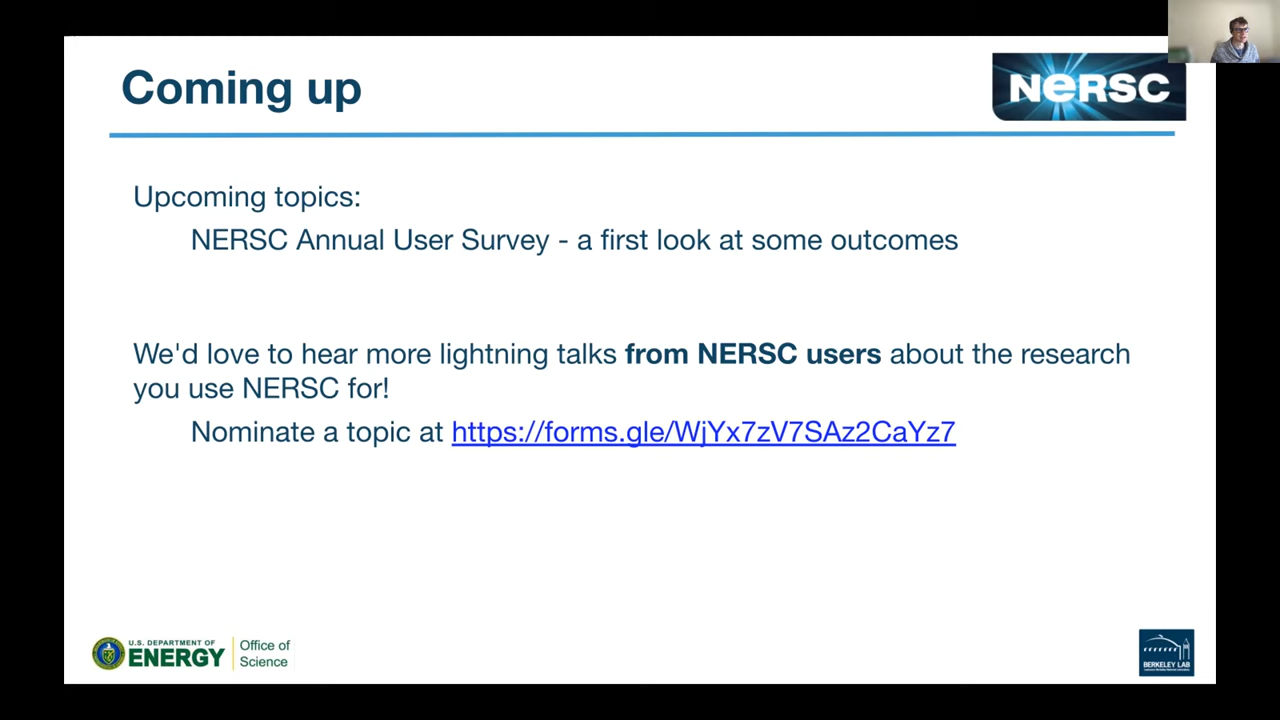 Coming up
NERSC
Upcoming topics:
NERSC Annual User Survey - a first look at some outcomes
We'd love to hear more lightning talks from NERSC users about the research
you use NERSC for!
Nominate a topic at https://forms.gle/WjYx7zV7SAz2CaYz7
U.S. DEPARTMENT OF
ENERGY
Office of
Science
BERKELEY LAB